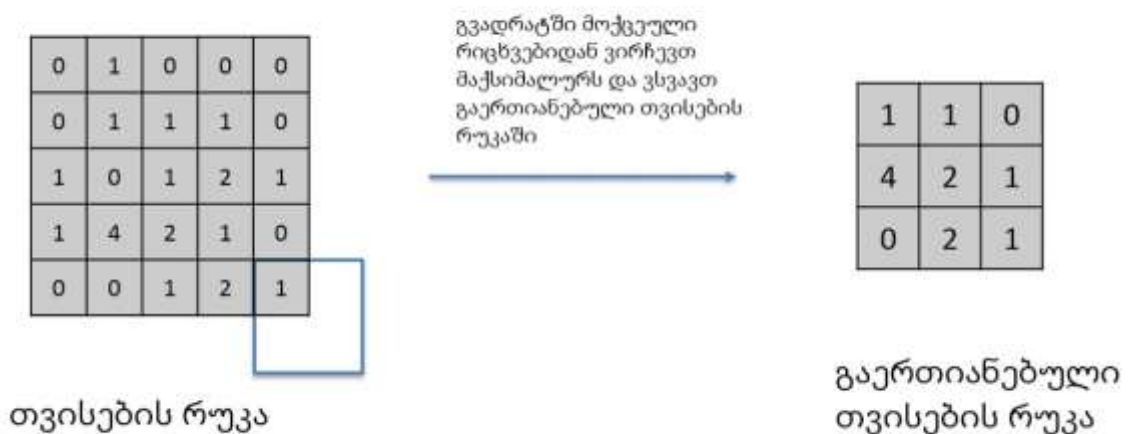 გვადრატში მოქცეული
რიცხვებიდან ვირჩევთ
მაქსიმალურს და ვსვავთ
გაერთიანებული თვისების
რუკაში
0 1 0 0 0
0 1 1 1 0
1 0 1 2 1
1 4 2 1 0
0 0 1 2 1
1 1 0
4 2 1
0 2 1
თვისების რუკა
გაერთიანებული
თვისების რუკა